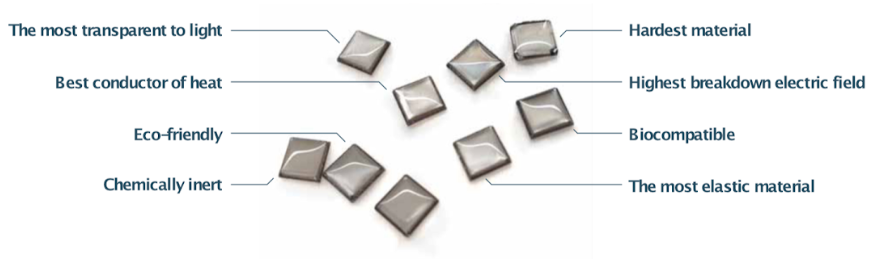 The most transparent to light
Best conductor of heat
Eco-friendly
Chemically inert
Hardest material
Highest breakdown electric field
Biocompatible
The most elastic material